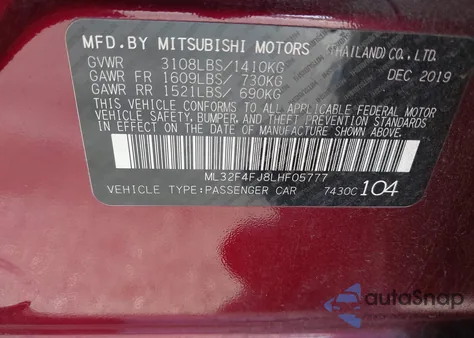 MFD. BY MITSUBISHI MOTORS (THAILAND) CO., LTD.
GVWR 3108LBS/1410KG DEC 2019
GAWR FR 1609LBS/ 730KG
GAWR RR 1521LBS/ 690KG
THIS VEHICLE CONFORMS TO ALL APPLICABLE FEDERAL MOTOR
VEHICLE SAFETY, BUMPER, AND THEFT PREVENTION STANDARDS
IN EFFECT ON THE DATE OF MANUFACTURE SHOWN ABOVE.
ML32F4FJ8LHF05777
VEHICLE TYPE:PASSENGER CAR 7430C 104
autoSnap